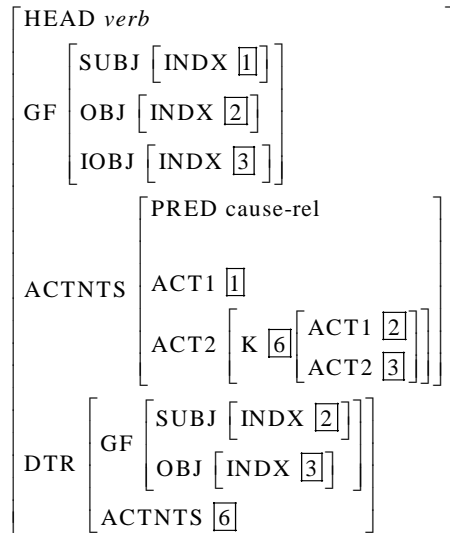 HEAD verb
SUBJ [INDX 1]
GF OBJ [INDX 2]
IOBJ [INDX 3]
PRED cause-rel
ACTNTS ACT1 1
ACT2 [K 6 [ACT1 2
ACT2 3]]
SUBJ [INDX 2]
DTR GF OBJ [INDX 3]
ACTNTS 6